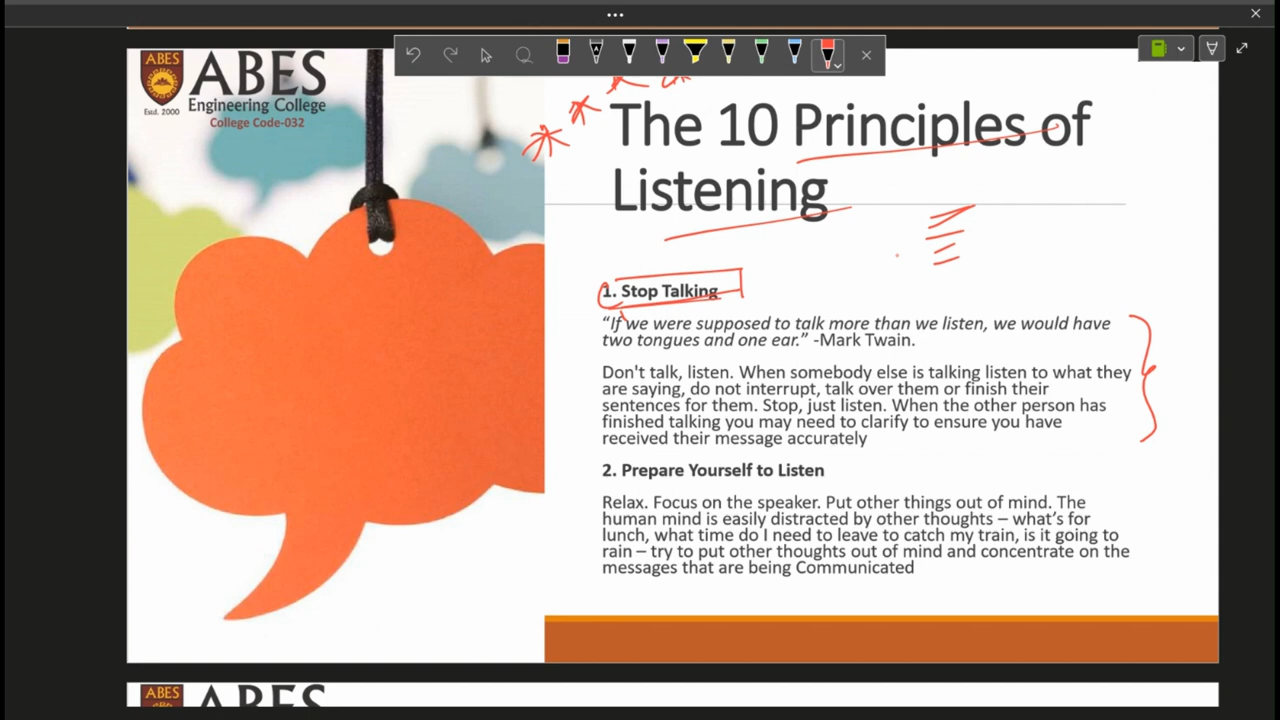 ABES
Estd. 2000
ABES
Engineering College
College Code-032
The 10 Principles of
Listening
1. Stop Talking
“If we were supposed to talk more than we listen, we would have
two tongues and one ear.” -Mark Twain.
Don't talk, listen. When somebody else is talking listen to what they
are saying, do not interrupt, talk over them or finish their
sentences for them. Stop, just listen. When the other person has
finished talking you may need to clarify to ensure you have
received their message accurately
2. Prepare Yourself to Listen
Relax. Focus on the speaker. Put other things out of mind. The
human mind is easily distracted by other thoughts – what’s for
lunch, what time do I need to leave to catch my train, is it going to
rain – try to put other thoughts out of mind and concentrate on the
messages that are being Communicated
ABES
ABES